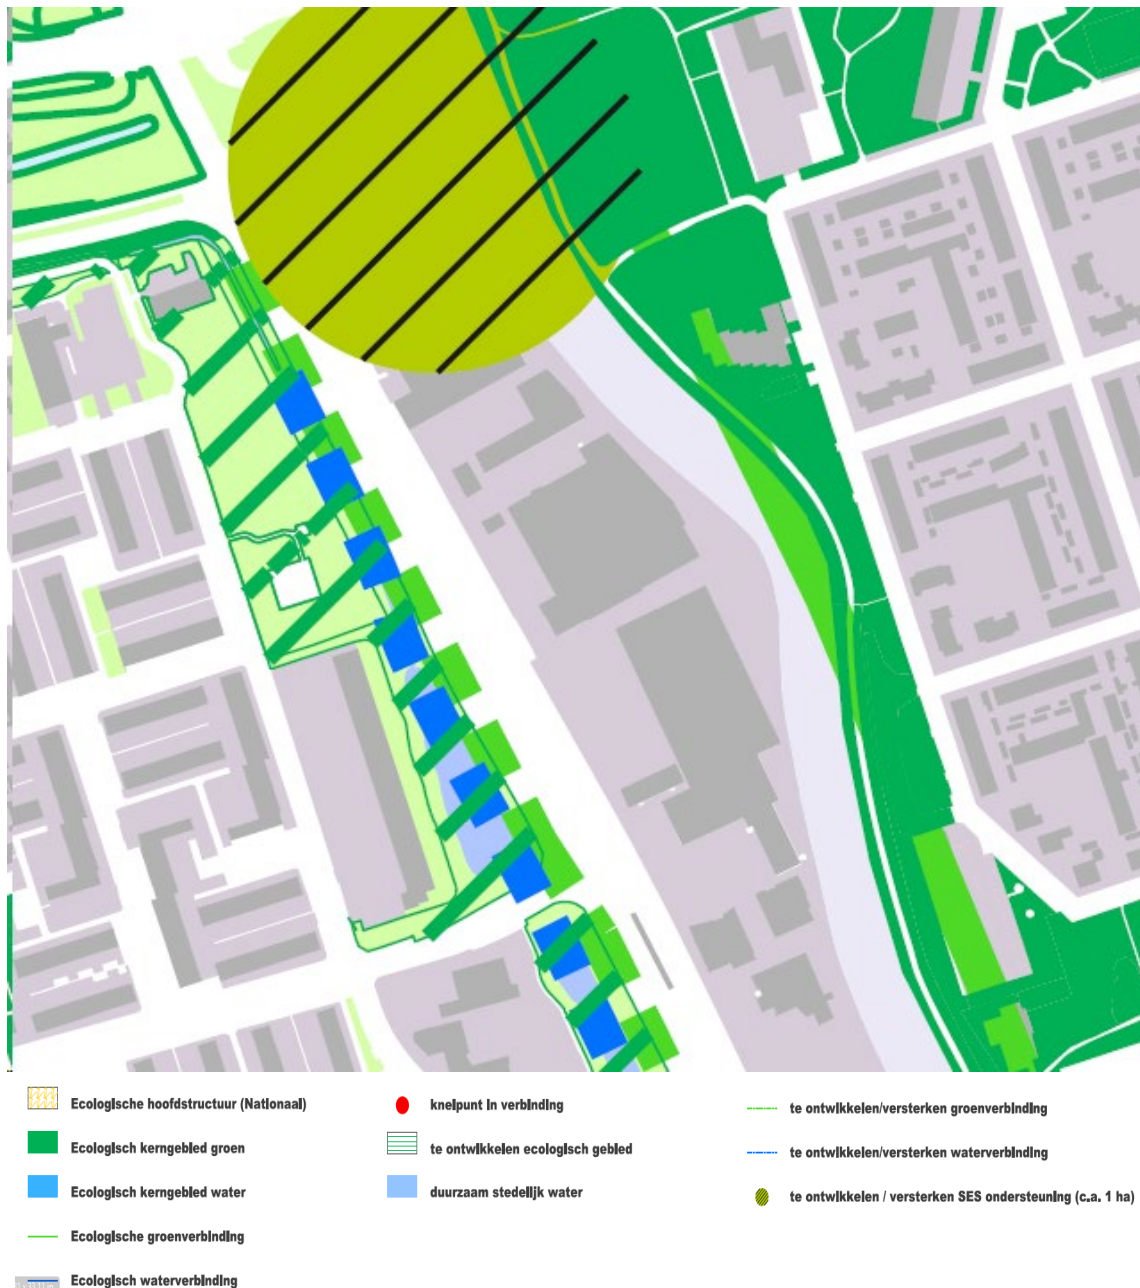 Ecologische hoofdstructuur (Nationaal)
Ecologisch kerngebied groen
Ecologisch kerngebied water
Ecologische groenverbinding
Ecologisch waterverbinding
knelpunt in verbinding
te ontwikkelen ecologisch gebied
duurzaam stedelijk water
te ontwikkelen/versterken groenverbinding
te ontwikkelen/versterken waterverbinding
te ontwikkelen / versterken SES ondersteuning (c.a. 1 ha)